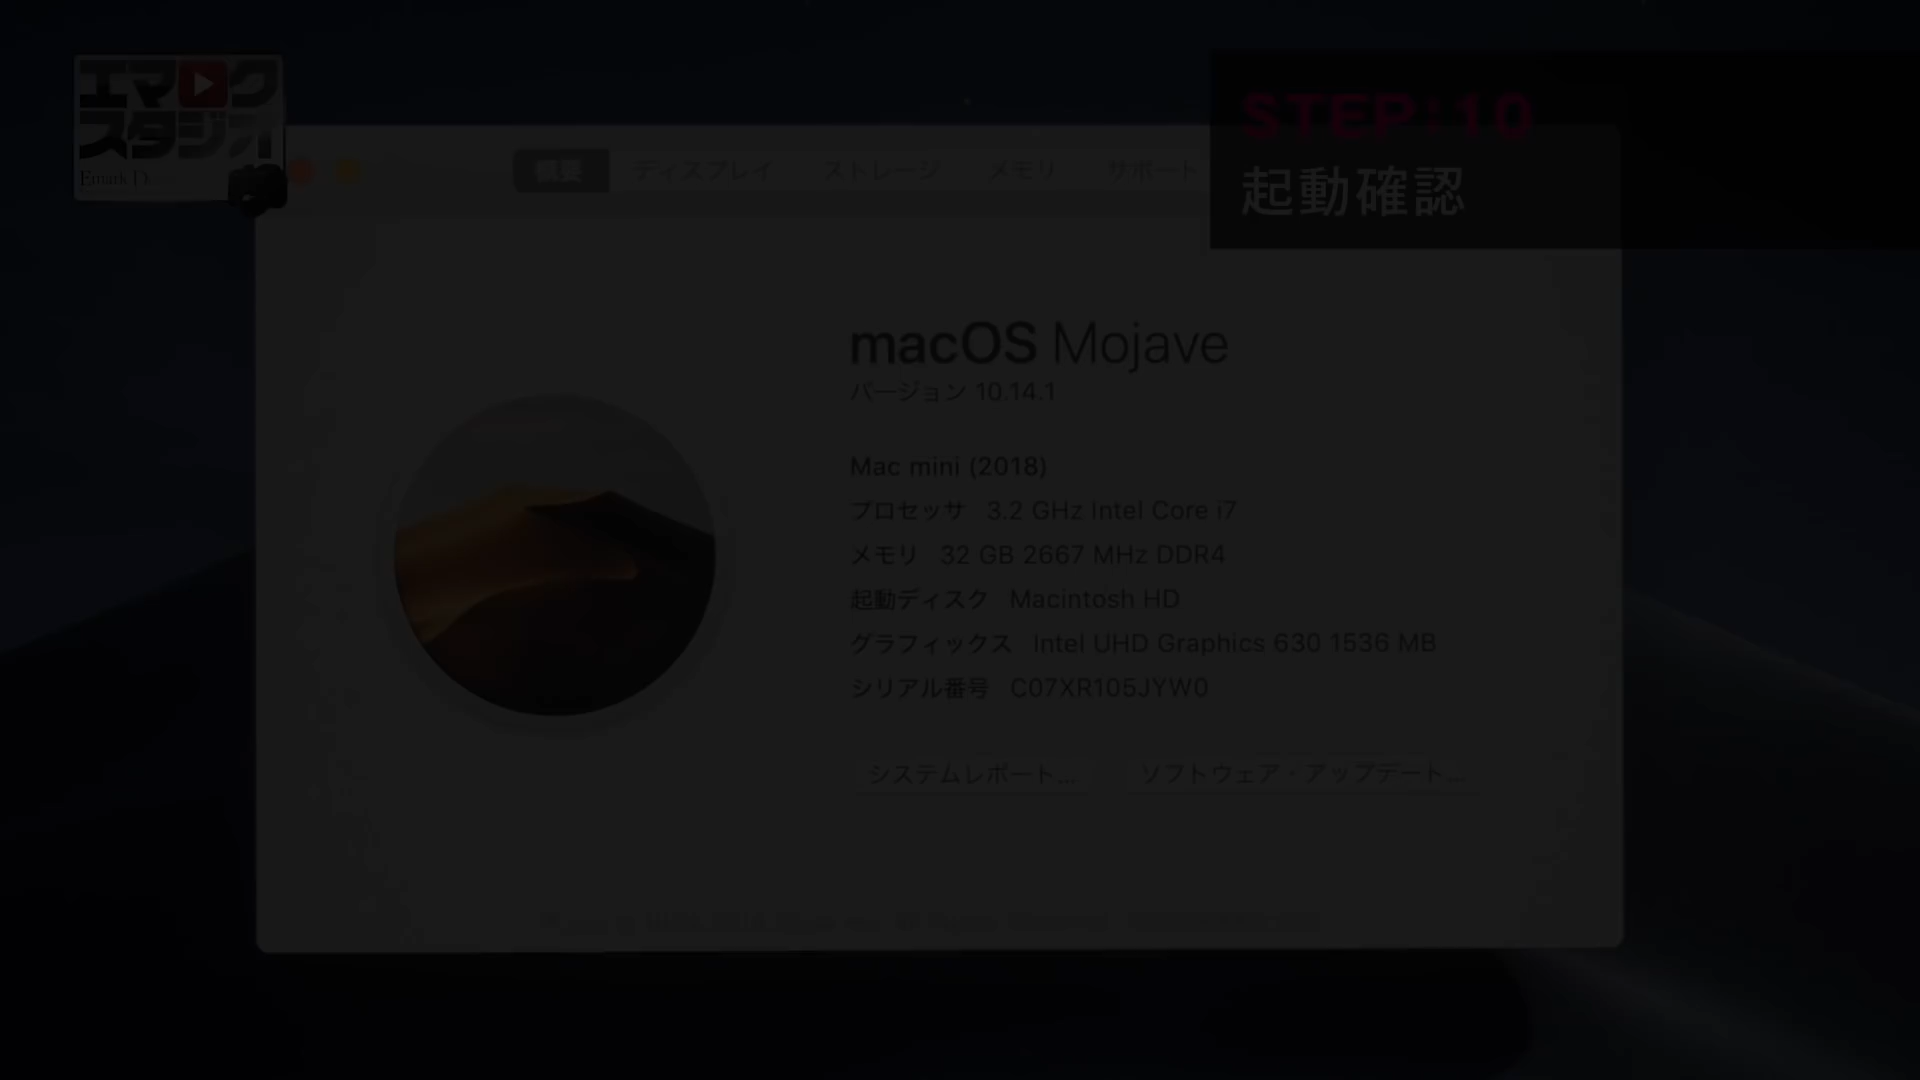 エマークスタジオ
Emark D
STEP:10
起動確認
概要 ディスプレイ ストレージ メモリ サポート
macOS Mojave
バージョン 10.14.1
Mac mini (2018)
プロセッサ 3.2 GHz Intel Core i7
メモリ 32 GB 2667 MHz DDR4
起動ディスク Macintosh HD
グラフィックス Intel UHD Graphics 630 1536 MB
シリアル番号 C07XR105JYW0
システムレポート...
ソフトウェア・アップデート...